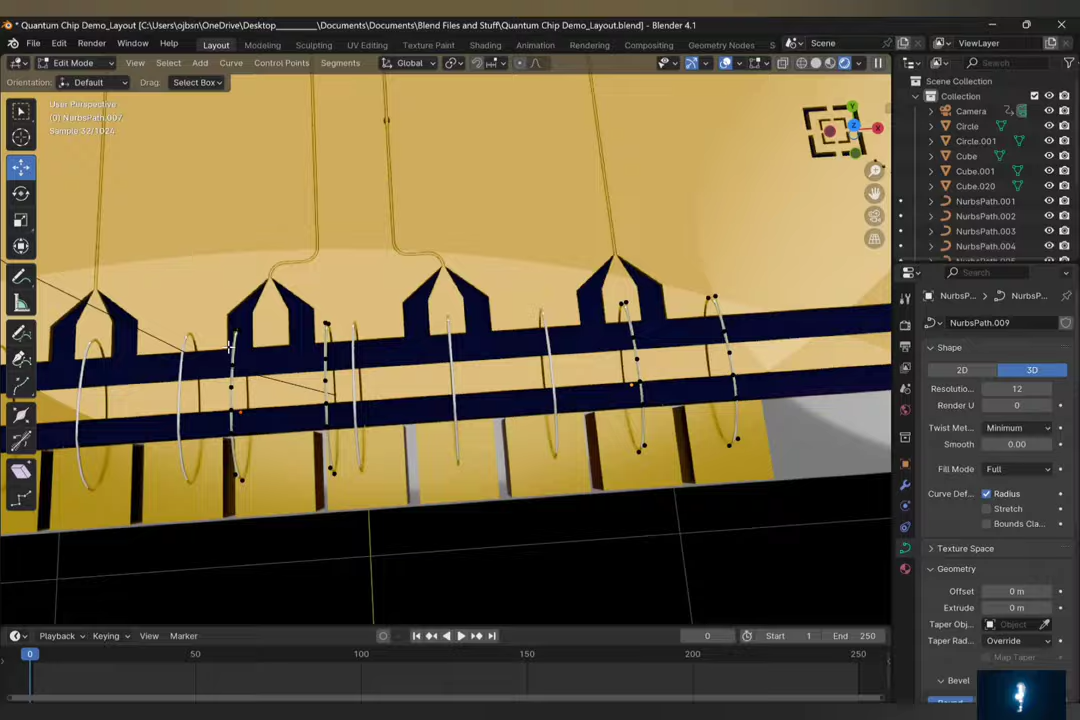 * Quantum Chip Demo_Layout [C:\Users\ojbsn\OneDrive\Desktop________\Documents\Documents\Blend Files and Stuff\Quantum Chip Demo_Layout.blend] - Blender 4.1
File Edit Render Window Help Layout Modeling Sculpting UV Editing Texture Paint Shading Animation Rendering Compositing Geometry Nodes S Scene ViewLayer
Edit Mode View Select Add Curve Control Points Segments Global Search
Orientation: Default Drag: Select Box
User Perspective
(0) NurbsPath.007
Sample 32/1024
Y
Z
X
Scene Collection
Collection
Camera
Circle
Circle.001
Cube
Cube.001
Cube.020
NurbsPath.001
NurbsPath.002
NurbsPath.003
NurbsPath.004
Search
NurbsP... NurbsP...
NurbsPath.009
Shape
2D 3D
Resolutio... 12
Render U 0
Twist Met... Minimum
Smooth 0.00
Fill Mode Full
Curve Def... Radius
Stretch
Bounds Cla...
Texture Space
Geometry
Offset 0 m
Extrude 0 m
Taper Obj... Object
Taper Rad... Override
Map Taper
Bevel
Playback Keying View Marker 0 Start 1 End 250
0 50 100 150 200 250